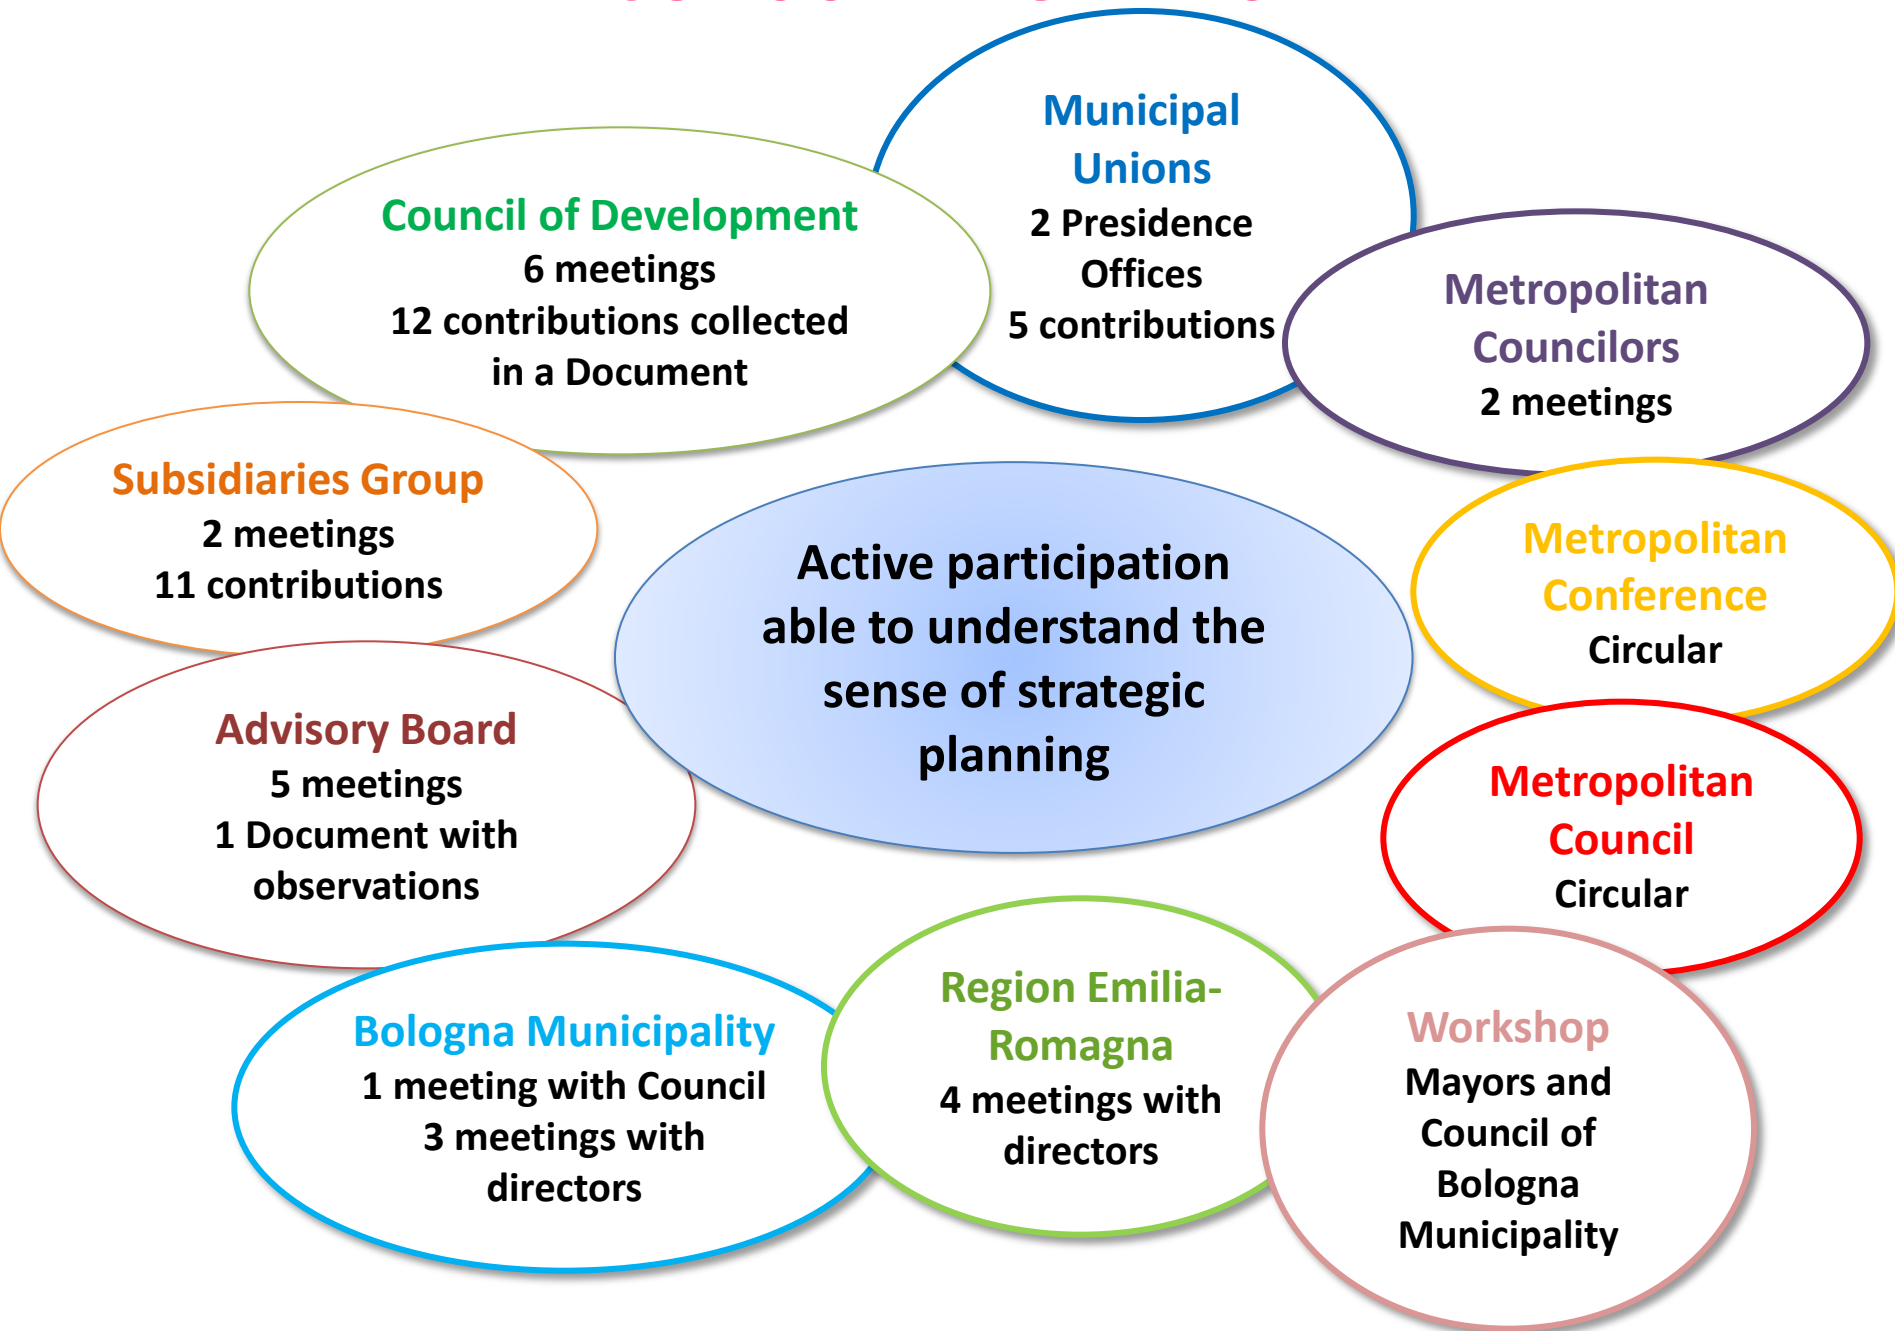 Municipal
Unions
2 Presidence
Offices
5 contributions
Council of Development
6 meetings
12 contributions collected
in a Document
Metropolitan
Councilors
2 meetings
Subsidiaries Group
2 meetings
11 contributions
Active participation
able to understand the
sense of strategic
planning
Metropolitan
Conference
Circular
Advisory Board
5 meetings
1 Document with
observations
Metropolitan
Council
Circular
Bologna Municipality
1 meeting with Council
3 meetings with
directors
Region Emilia-
Romagna
4 meetings with
directors
Workshop
Mayors and
Council of
Bologna
Municipality